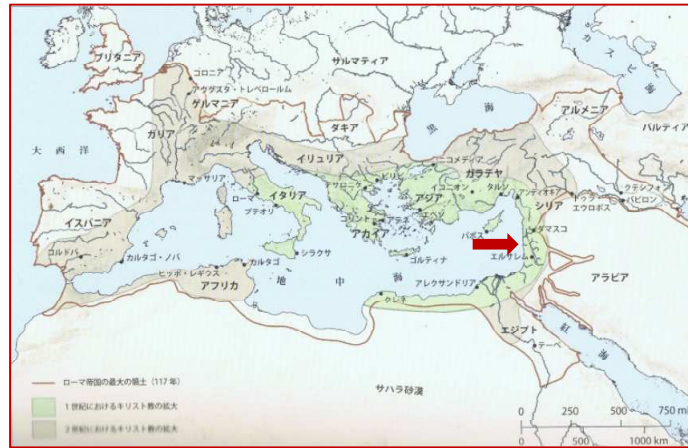 ブリタニア
コロニア
アウグスタ・トレベロールム
ゲルマニア
サルマティア
カスピ海
ガリア
ダキア
黒 海
アルメニア
パルティア
大 西 洋
イリュリア
ニコメディア
ガラテヤ
マッサリア
イタリア
ローマ
プテオリ
テサロニケ
ピリピ
アジア
イコニオン
タルソ
アンティオキア
シリア
クテシフォン
ドゥラ・エウロポス
バビロン
イスパニア
コリント
アテネ
エペソ
アカイア
ダマスコ
コルドバ
カルタゴ・ノバ
シラクサ
パポス
ゴルティナ
エルサレム
ヒッポ・レギウス
カルタゴ
アフリカ
地 中 海
アレクサンドリア
クレネ
アラビア
エジプト
テーベ
紅 海
サハラ砂漠
ローマ帝国の最大の領土(117年)
1世紀におけるキリスト教の拡大
2世紀におけるキリスト教の拡大
0 250 500 750 mi
0 500 1000 km